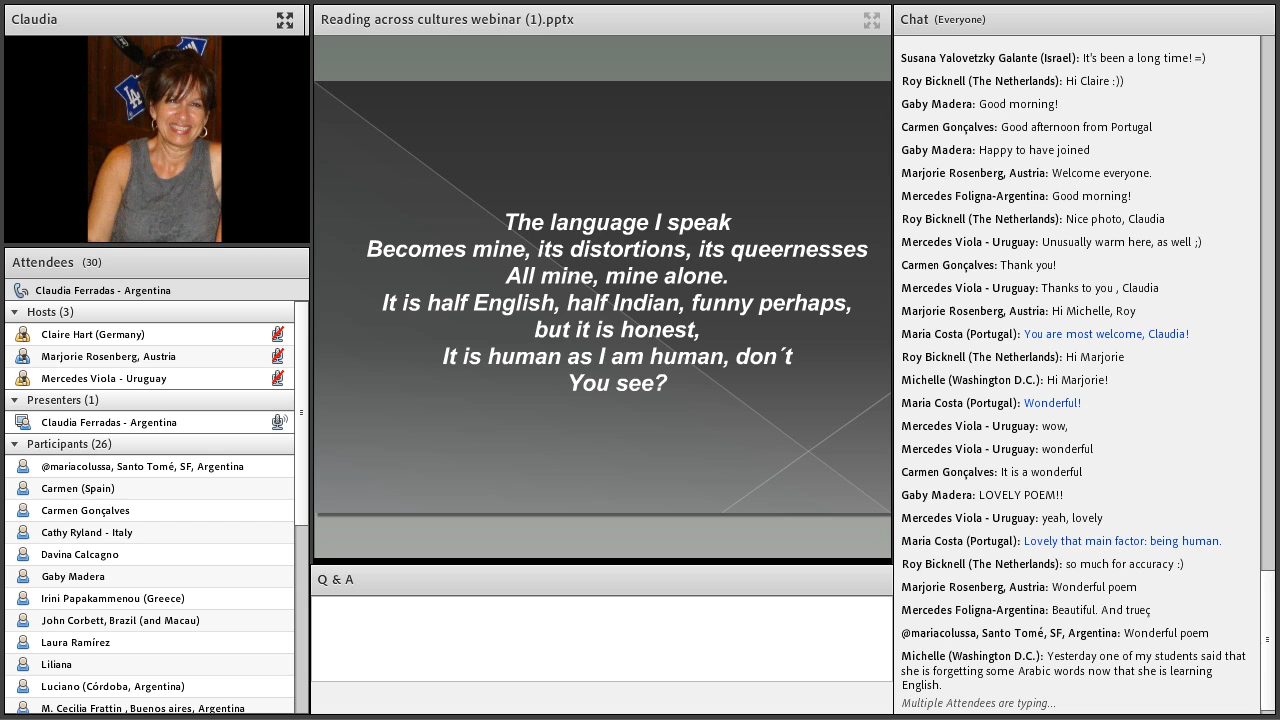 Claudia
LA
Attendees (30)
Claudia Ferradas - Argentina
Hosts (3)
Claire Hart (Germany)
Marjorie Rosenberg, Austria
Mercedes Viola - Uruguay
Presenters (1)
Claudia Ferradas - Argentina
Participants (26)
@mariacolussa, Santo Tomé, SF, Argentina
Carmen (Spain)
Carmen Gonçalves
Cathy Ryland - Italy
Davina Calcagno
Gaby Madera
Irini Papakammenou (Greece)
John Corbett, Brazil (and Macau)
Laura Ramírez
Liliana
Luciano (Córdoba, Argentina)
M. Cecilia Frattin , Buenos aires, Argentina
Reading across cultures webinar (1).pptx
The language I speak
Becomes mine, its distortions, its queernesses
All mine, mine alone.
It is half English, half Indian, funny perhaps,
but it is honest,
It is human as I am human, don´t
You see?
Q & A
Chat (Everyone)
Susana Yalovetzky Galante (Israel): It's been a long time! =)
Roy Bicknell (The Netherlands): Hi Claire :))
Gaby Madera: Good morning!
Carmen Gonçalves: Good afternoon from Portugal
Gaby Madera: Happy to have joined
Marjorie Rosenberg, Austria: Welcome everyone.
Mercedes Foligna-Argentina: Good morning!
Roy Bicknell (The Netherlands): Nice photo, Claudia
Mercedes Viola - Uruguay: Unusually warm here, as well ;)
Carmen Gonçalves: Thank you!
Mercedes Viola - Uruguay: Thanks to you , Claudia
Marjorie Rosenberg, Austria: Hi Michelle, Roy
Maria Costa (Portugal): You are most welcome, Claudia!
Roy Bicknell (The Netherlands): Hi Marjorie
Michelle (Washington D.C.): Hi Marjorie!
Maria Costa (Portugal): Wonderful!
Mercedes Viola - Uruguay: wow,
Mercedes Viola - Uruguay: wonderful
Carmen Gonçalves: It is a wonderful
Gaby Madera: LOVELY POEM!!
Mercedes Viola - Uruguay: yeah, lovely
Maria Costa (Portugal): Lovely that main factor: being human.
Roy Bicknell (The Netherlands): so much for accuracy :)
Marjorie Rosenberg, Austria: Wonderful poem
Mercedes Foligna-Argentina: Beautiful. And trueç
@mariacolussa, Santo Tomé, SF, Argentina: Wonderful poem
Michelle (Washington D.C.): Yesterday one of my students said that
she is forgetting some Arabic words now that she is learning
English.
Multiple Attendees are typing...